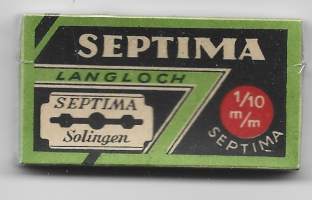 SEPTIMA
LANGLOCH
SEPTIMA
Solingen
1/10
m/m
SEPTIMA